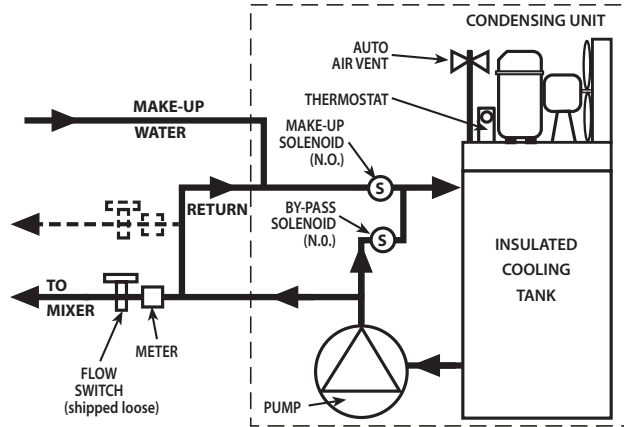 CONDENSING UNIT
AUTO
AIR VENT
THERMOSTAT
MAKE-UP
WATER
MAKE-UP
SOLENOID
(N.O.)
S
RETURN
BY-PASS
SOLENOID
(N.0.)
S
INSULATED
COOLING
TANK
TO
MIXER
METER
FLOW
SWITCH
(shipped loose)
PUMP